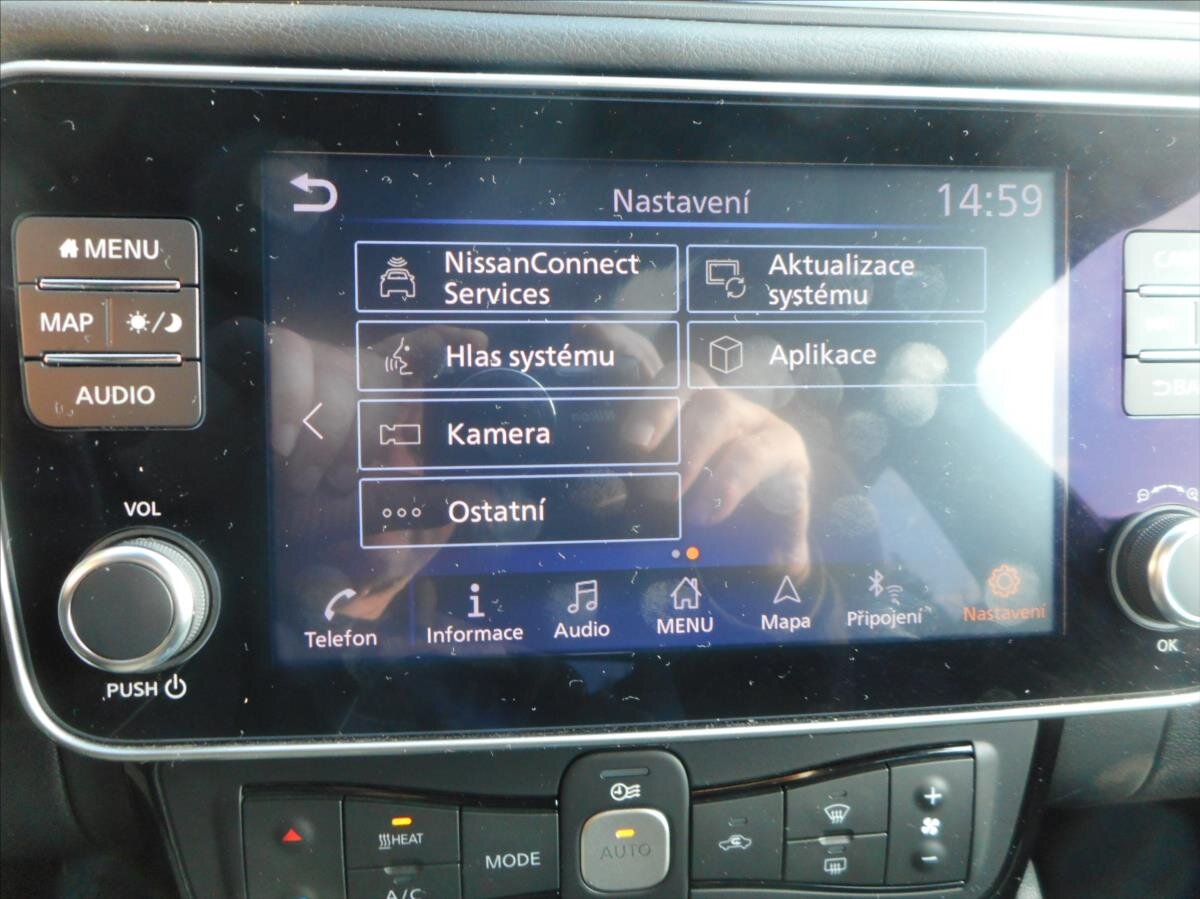 Nastavení
14:59
MENU
NissanConnect
Services
Aktualizace
systému
MAP
Hlas systému
Aplikace
AUDIO
Kamera
Ostatní
VOL
Telefon
Informace
Audio
MENU
Mapa
Připojení
Nastavení
OK
PUSH
HEAT
MODE
AUTO
A/C